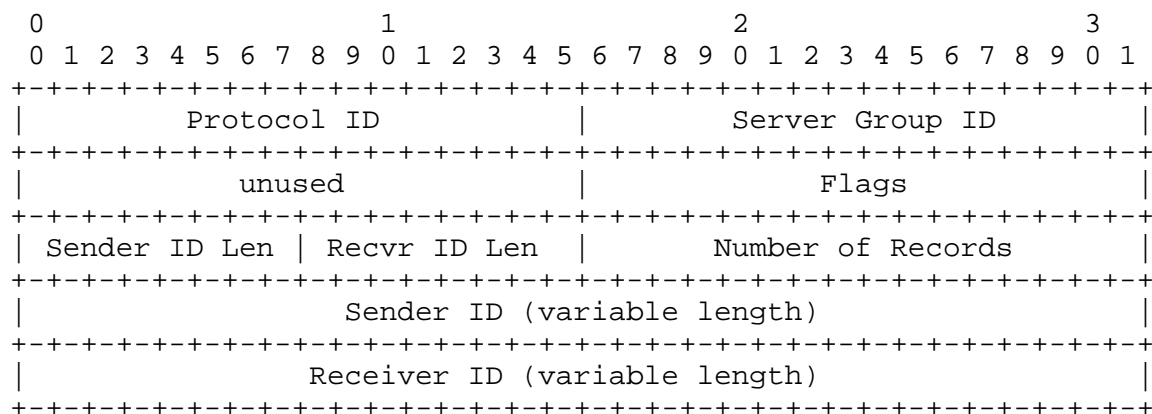 0                   1                   2                   3
 0 1 2 3 4 5 6 7 8 9 0 1 2 3 4 5 6 7 8 9 0 1 2 3 4 5 6 7 8 9 0 1
+-+-+-+-+-+-+-+-+-+-+-+-+-+-+-+-+-+-+-+-+-+-+-+-+-+-+-+-+-+-+-+-+
|         Protocol ID           |        Server Group ID        |
+-+-+-+-+-+-+-+-+-+-+-+-+-+-+-+-+-+-+-+-+-+-+-+-+-+-+-+-+-+-+-+-+
|            unused             |             Flags             |
+-+-+-+-+-+-+-+-+-+-+-+-+-+-+-+-+-+-+-+-+-+-+-+-+-+-+-+-+-+-+-+-+
| Sender ID Len | Recvr ID Len  |       Number of Records       |
+-+-+-+-+-+-+-+-+-+-+-+-+-+-+-+-+-+-+-+-+-+-+-+-+-+-+-+-+-+-+-+-+
|                  Sender ID (variable length)                  |
+-+-+-+-+-+-+-+-+-+-+-+-+-+-+-+-+-+-+-+-+-+-+-+-+-+-+-+-+-+-+-+-+
|                Receiver ID (variable length)                  |
+-+-+-+-+-+-+-+-+-+-+-+-+-+-+-+-+-+-+-+-+-+-+-+-+-+-+-+-+-+-+-+-+